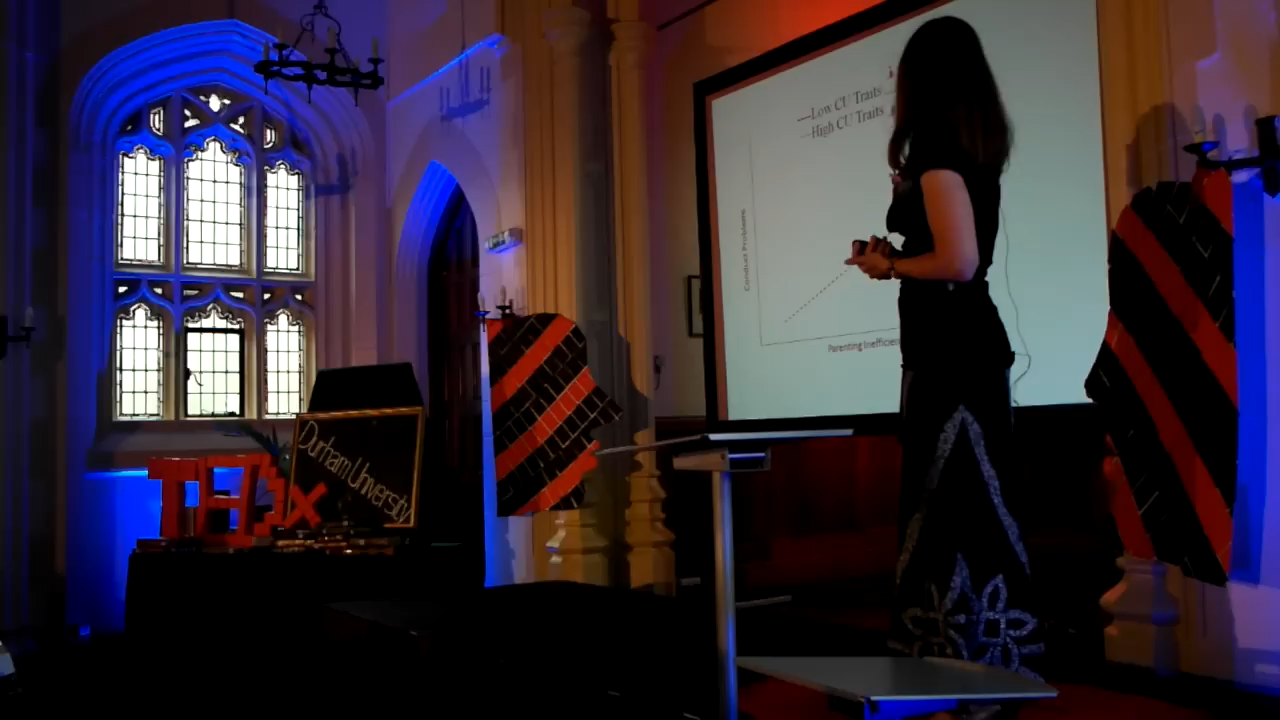 Low CU Traits
High CU Traits
Conduct Problems
Parenting Inefficien
TEDx
Durham University